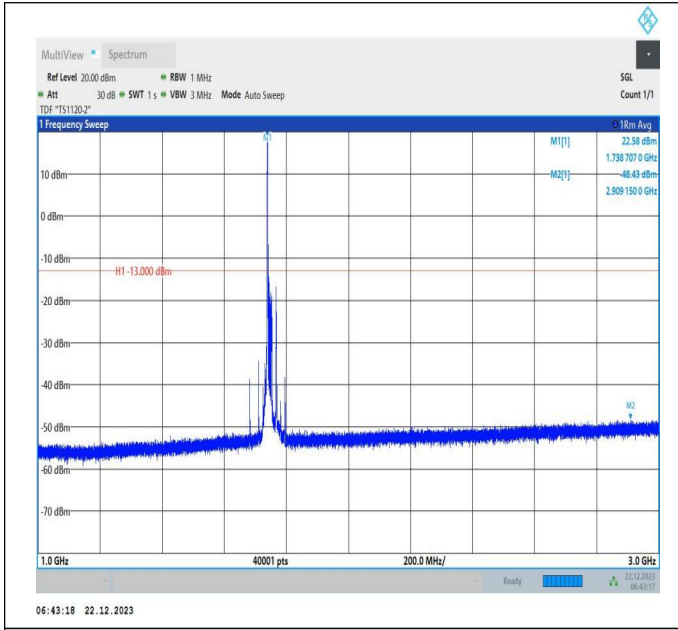 R&S
MultiView Spectrum
Ref Level 20.00 dBm RBW 1 MHz SGL
Att 30 dB SWT 1 s VBW 3 MHz Mode Auto Sweep Count 1/1
TDF "TS1120-2"
1 Frequency Sweep 1Rm Avg
M1 M1[1] 22.58 dBm
1.738 707 0 GHz
10 dBm M2[1] -48.43 dBm
2.909 150 0 GHz
0 dBm
-10 dBm
H1 -13.000 dBm
-20 dBm
-30 dBm
-40 dBm
M2
-50 dBm
-60 dBm
-70 dBm
1.0 GHz 40001 pts 200.0 MHz/ 3.0 GHz
Ready 22.12.2023
06:43:17
06:43:18 22.12.2023